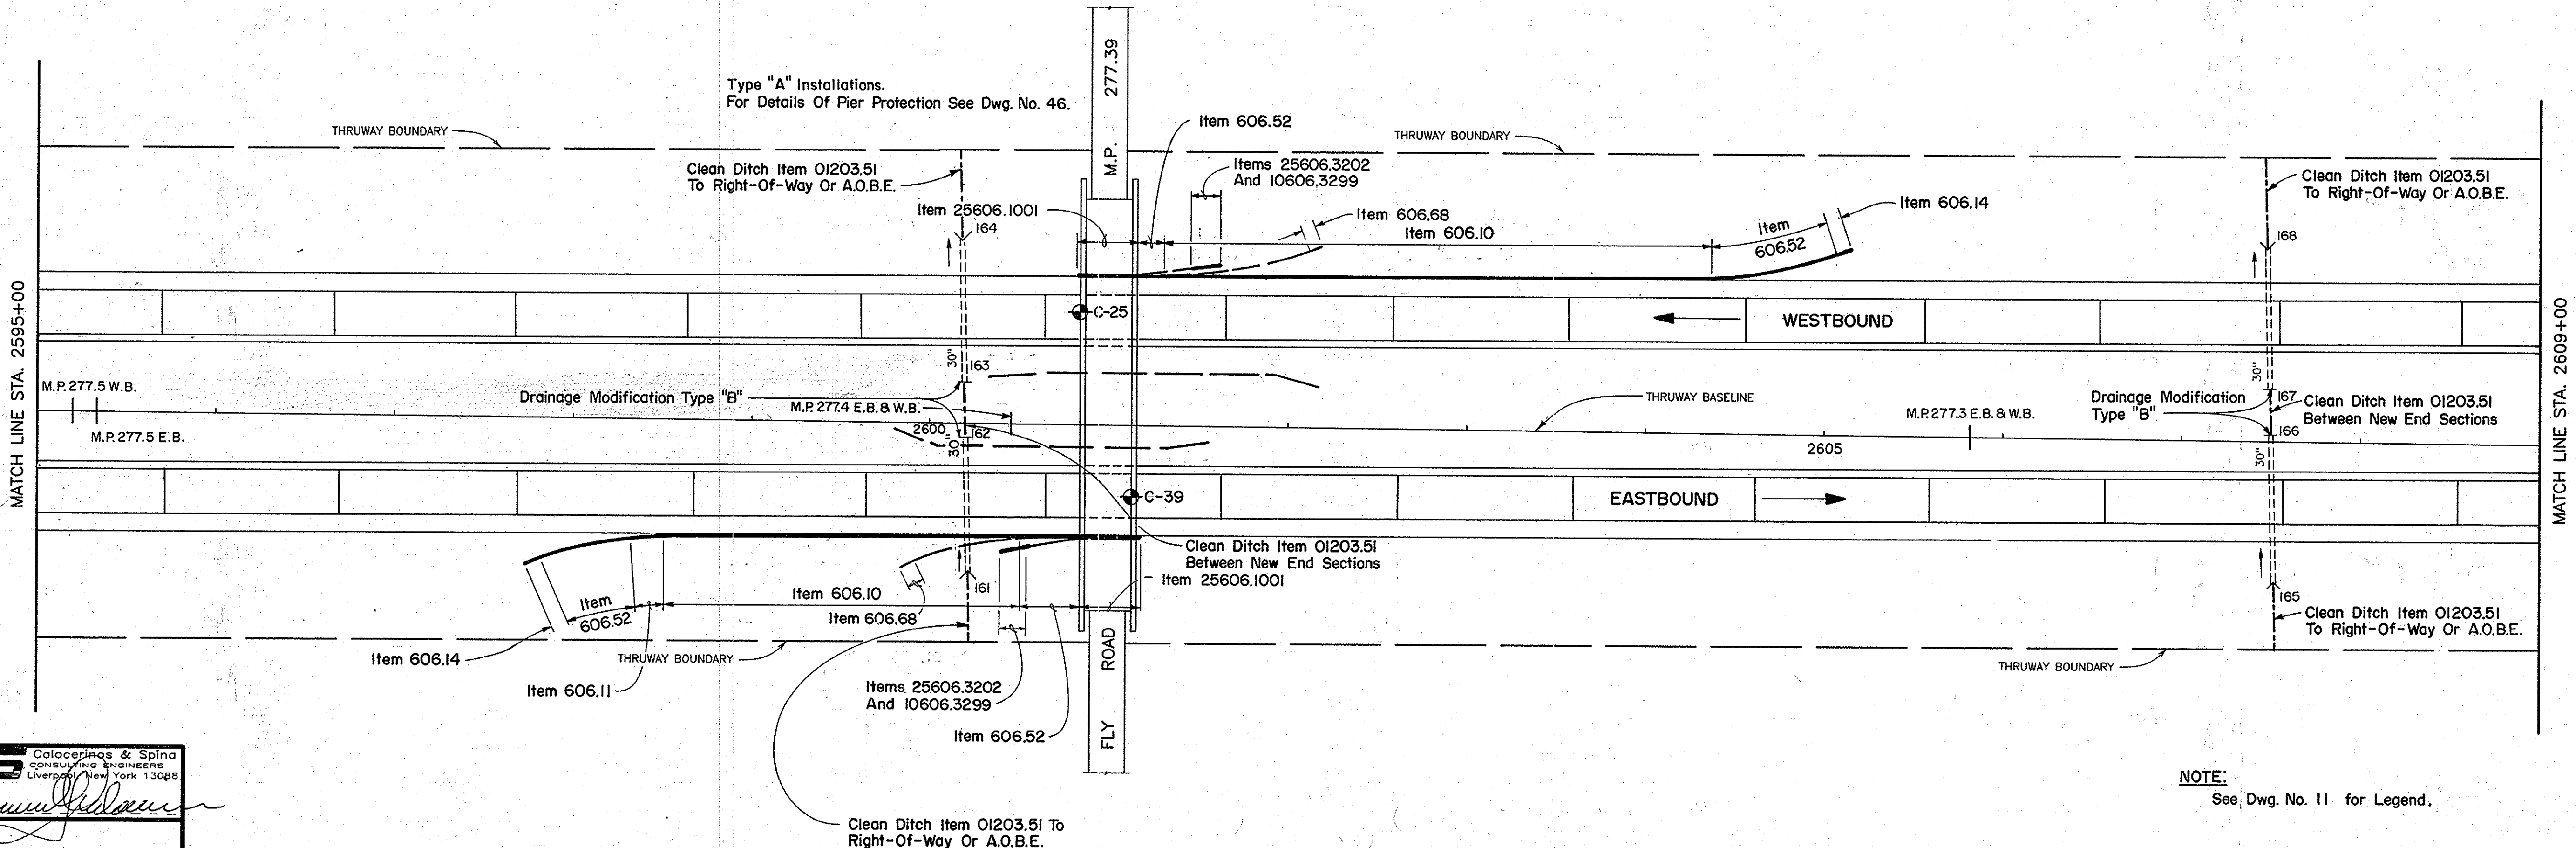 Type "A" Installations.
For Details Of Pier Protection See Dwg. No. 46.
M.P. 277.39
THRUWAY BOUNDARY
Item 606.52
THRUWAY BOUNDARY
Clean Ditch Item 01203.51
To Right-Of-Way Or A.O.B.E.
Items 25606.3202
And 10606.3299
Clean Ditch Item 01203.51
To Right-Of-Way Or A.O.B.E.
Item 25606.1001
Item 606.68
Item 606.14
164
Item 606.10
Item
606.52
168
MATCH LINE STA. 2595+00
C-25
WESTBOUND
MATCH LINE STA. 2609+00
30"
163
M.P. 277.5 W.B.
Drainage Modification Type "B"
M.P. 277.4 E.B. & W.B.
THRUWAY BASELINE
30"
167
Drainage Modification
Type "B"
Clean Ditch Item 01203.51
Between New End Sections
M.P. 277.3 E.B. & W.B.
M.P. 277.5 E.B.
2600
162
30"
166
2605
30"
C-39
EASTBOUND
Clean Ditch Item 01203.51
Between New End Sections
Item 25606.1001
161
Item 606.10
Item
606.52
Item 606.68
165
Clean Ditch Item 01203.51
To Right-Of-Way Or A.O.B.E.
Item 606.14
THRUWAY BOUNDARY
THRUWAY BOUNDARY
Item 606.11
Items 25606.3202
And 10606.3299
Item 606.52
FLY ROAD
Calocerinos & Spina
CONSULTING ENGINEERS
Liverpool, New York 13088
NOTE:
See Dwg. No. 11 for Legend.
Clean Ditch Item 01203.51 To
Right-Of-Way Or A.O.B.E.